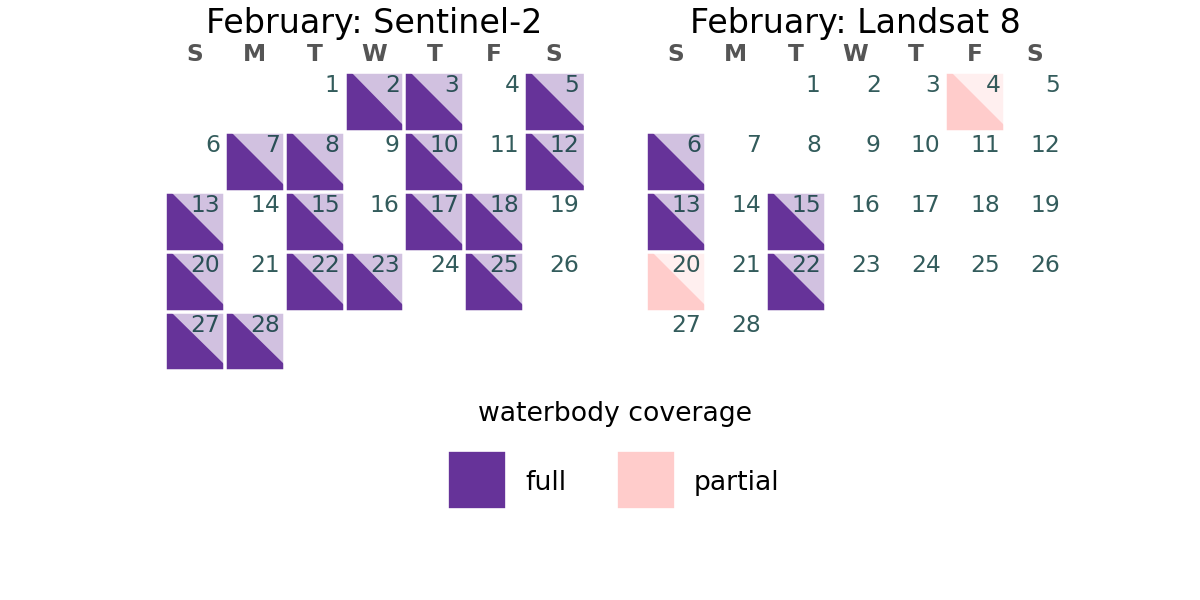 February: Sentinel-2
S M T W T F S
1 2 3 4 5
6 7 8 9 10 11 12
13 14 15 16 17 18 19
20 21 22 23 24 25 26
27 28
February: Landsat 8
S M T W T F S
1 2 3 4 5
6 7 8 9 10 11 12
13 14 15 16 17 18 19
20 21 22 23 24 25 26
27 28
waterbody coverage
full partial